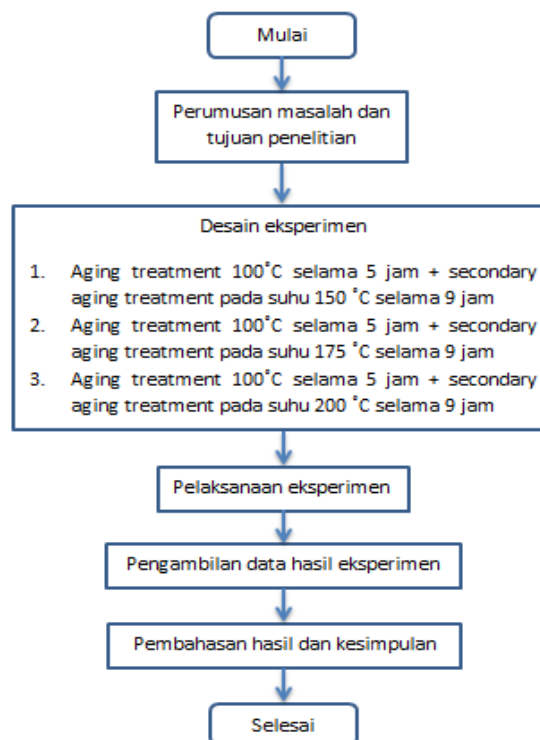 Mulai
Perumusan masalah dan
tujuan penelitian
Desain eksperimen
1. Aging treatment 100˚C selama 5 jam + secondary
aging treatment pada suhu 150 ˚C selama 9 jam
2. Aging treatment 100˚C selama 5 jam + secondary
aging treatment pada suhu 175 ˚C selama 9 jam
3. Aging treatment 100˚C selama 5 jam + secondary
aging treatment pada suhu 200 ˚C selama 9 jam
Pelaksanaan eksperimen
Pengambilan data hasil eksperimen
Pembahasan hasil dan kesimpulan
Selesai